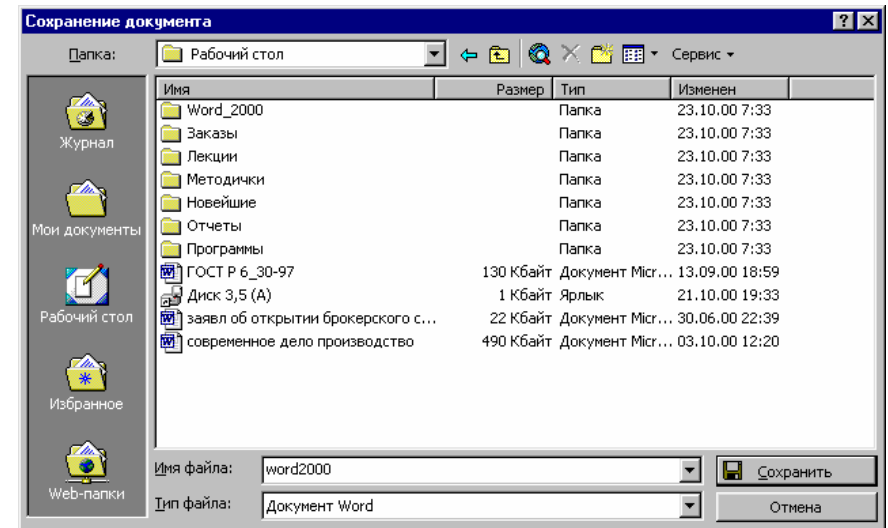 Сохранение документа
Папка: Рабочий стол Сервис
Журнал
Мои документы
Рабочий стол
Избранное
Web-папки
Имя Размер Тип Изменен
Word_2000 Папка 23.10.00 7:33
Заказы Папка 23.10.00 7:33
Лекции Папка 23.10.00 7:33
Методички Папка 23.10.00 7:33
Новейшие Папка 23.10.00 7:33
Отчеты Папка 23.10.00 7:33
Программы Папка 23.10.00 7:33
ГОСТ Р 6_30-97 130 Кбайт Документ Micr... 13.09.00 18:59
Диск 3,5 (A) 1 Кбайт Ярлык 21.10.00 19:33
заявл об открытии брокерского с... 22 Кбайт Документ Micr... 30.06.00 22:39
современное дело производство 490 Кбайт Документ Micr... 03.10.00 12:20
Имя файла: word2000 Сохранить
Тип файла: Документ Word Отмена